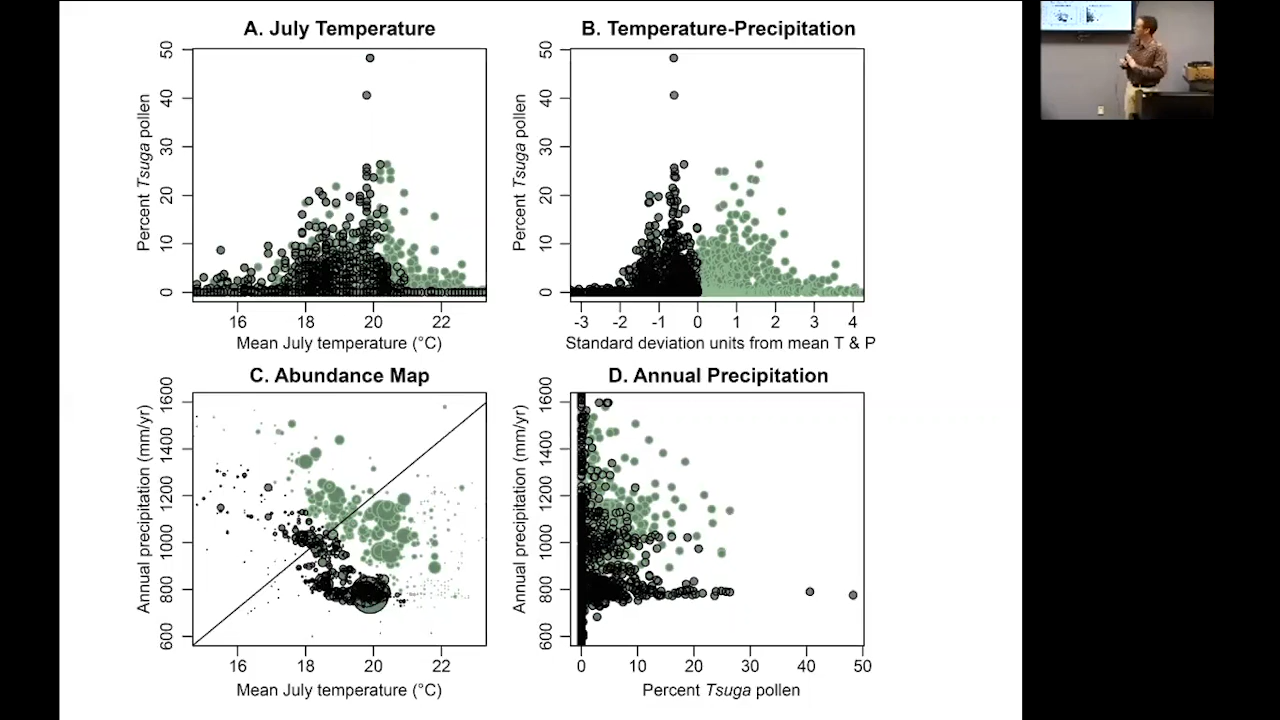 A. July Temperature
B. Temperature-Precipitation
Percent Tsuga pollen
50
40
30
20
10
0
16 18 20 22
Mean July temperature (°C)
Percent Tsuga pollen
50
40
30
20
10
0
-3 -2 -1 0 1 2 3 4
Standard deviation units from mean T & P
C. Abundance Map
D. Annual Precipitation
Annual precipitation (mm/yr)
1600
1400
1200
1000
800
600
16 18 20 22
Mean July temperature (°C)
Annual precipitation (mm/yr)
1600
1400
1200
1000
800
600
0 10 20 30 40 50
Percent Tsuga pollen